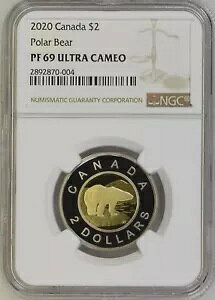 2020 Canada $2
Polar Bear
PF 69 ULTRA CAMEO
2892870-004
NUMISMATIC GUARANTY CORPORATION
NGC
CANADA
2 DOLLARS